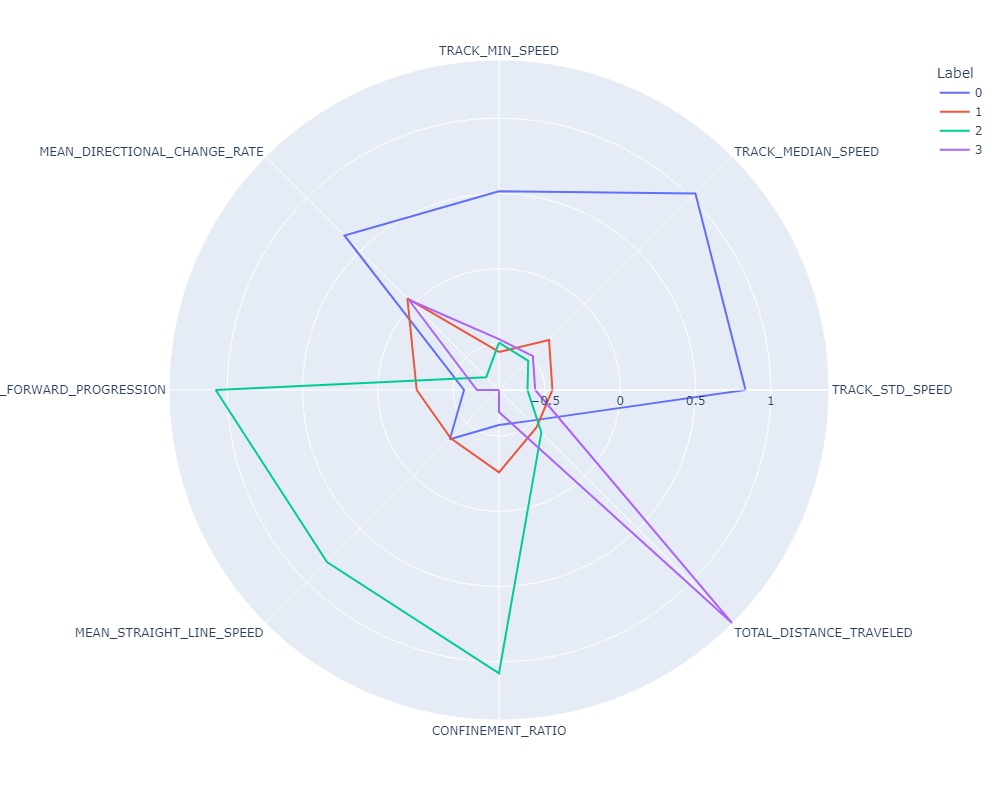 TRACK_MIN_SPEED
Label
0
1
2
3
MEAN_DIRECTIONAL_CHANGE_RATE
TRACK_MEDIAN_SPEED
_FORWARD_PROGRESSION
−0.5
0
0.5
1
TRACK_STD_SPEED
MEAN_STRAIGHT_LINE_SPEED
TOTAL_DISTANCE_TRAVELED
CONFINEMENT_RATIO